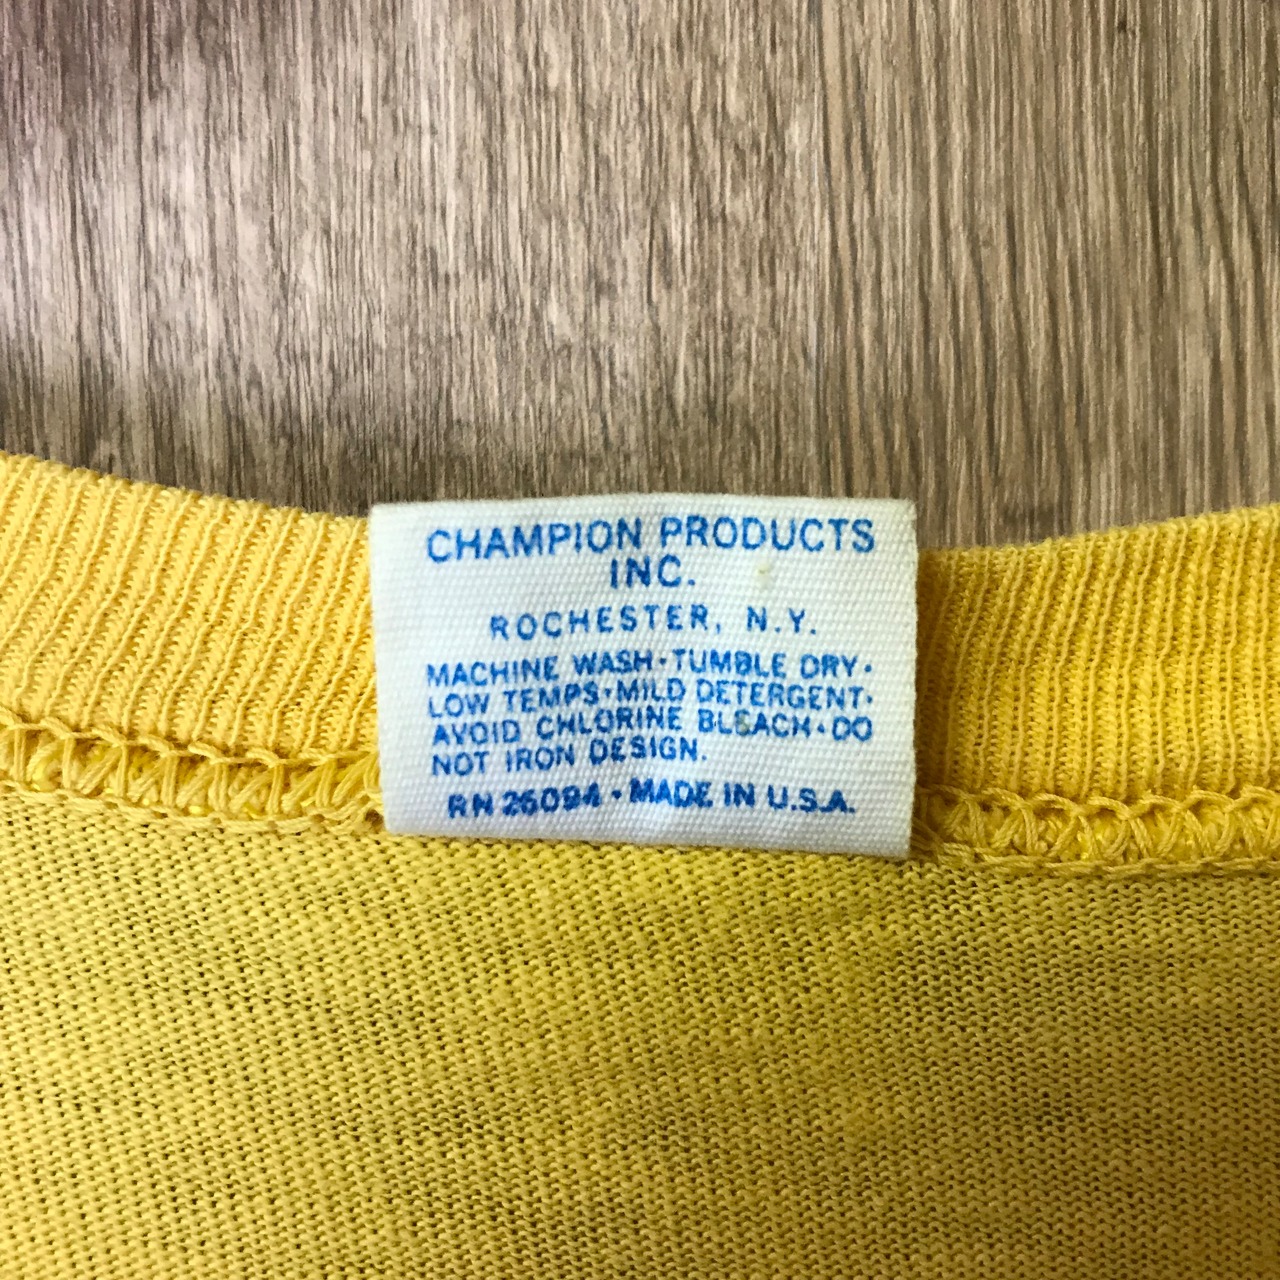 CHAMPION PRODUCTS
INC.
ROCHESTER, N.Y.
MACHINE WASH·TUMBLE DRY·
LOW TEMPS·MILD DETERGENT·
AVOID CHLORINE BLEACH·DO
NOT IRON DESIGN.
RN 26094 · MADE IN U.S.A.